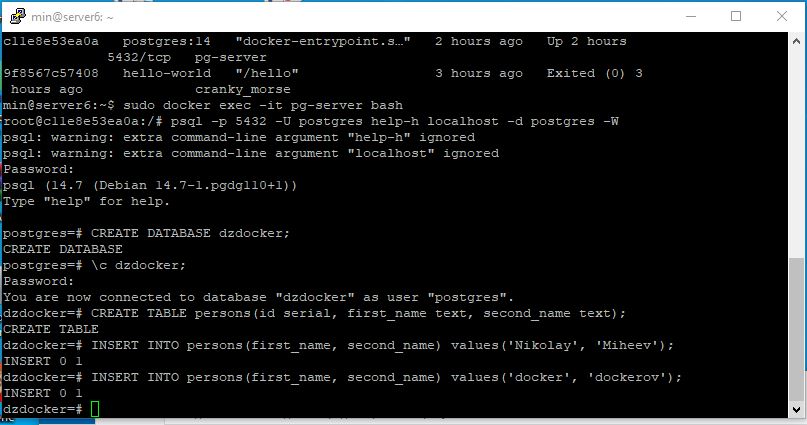 min@server6: ~
c11e8e53ea0a   postgres:14   "docker-entrypoint.s…"   2 hours ago   Up 2 hours
5432/tcp   pg-server
9f8567c57408   hello-world   "/hello"                 3 hours ago   Exited (0) 3
hours ago              cranky_morse
min@server6:~$ sudo docker exec -it pg-server bash
root@c11e8e53ea0a:/# psql -p 5432 -U postgres help-h localhost -d postgres -W
psql: warning: extra command-line argument "help-h" ignored
psql: warning: extra command-line argument "localhost" ignored
Password:
psql (14.7 (Debian 14.7-1.pgdg110+1))
Type "help" for help.
postgres=# CREATE DATABASE dzdocker;
CREATE DATABASE
postgres=# \c dzdocker;
Password:
You are now connected to database "dzdocker" as user "postgres".
dzdocker=# CREATE TABLE persons(id serial, first_name text, second_name text);
CREATE TABLE
dzdocker=# INSERT INTO persons(first_name, second_name) values('Nikolay', 'Miheev');
INSERT 0 1
dzdocker=# INSERT INTO persons(first_name, second_name) values('docker', 'dockerov');
INSERT 0 1
dzdocker=#